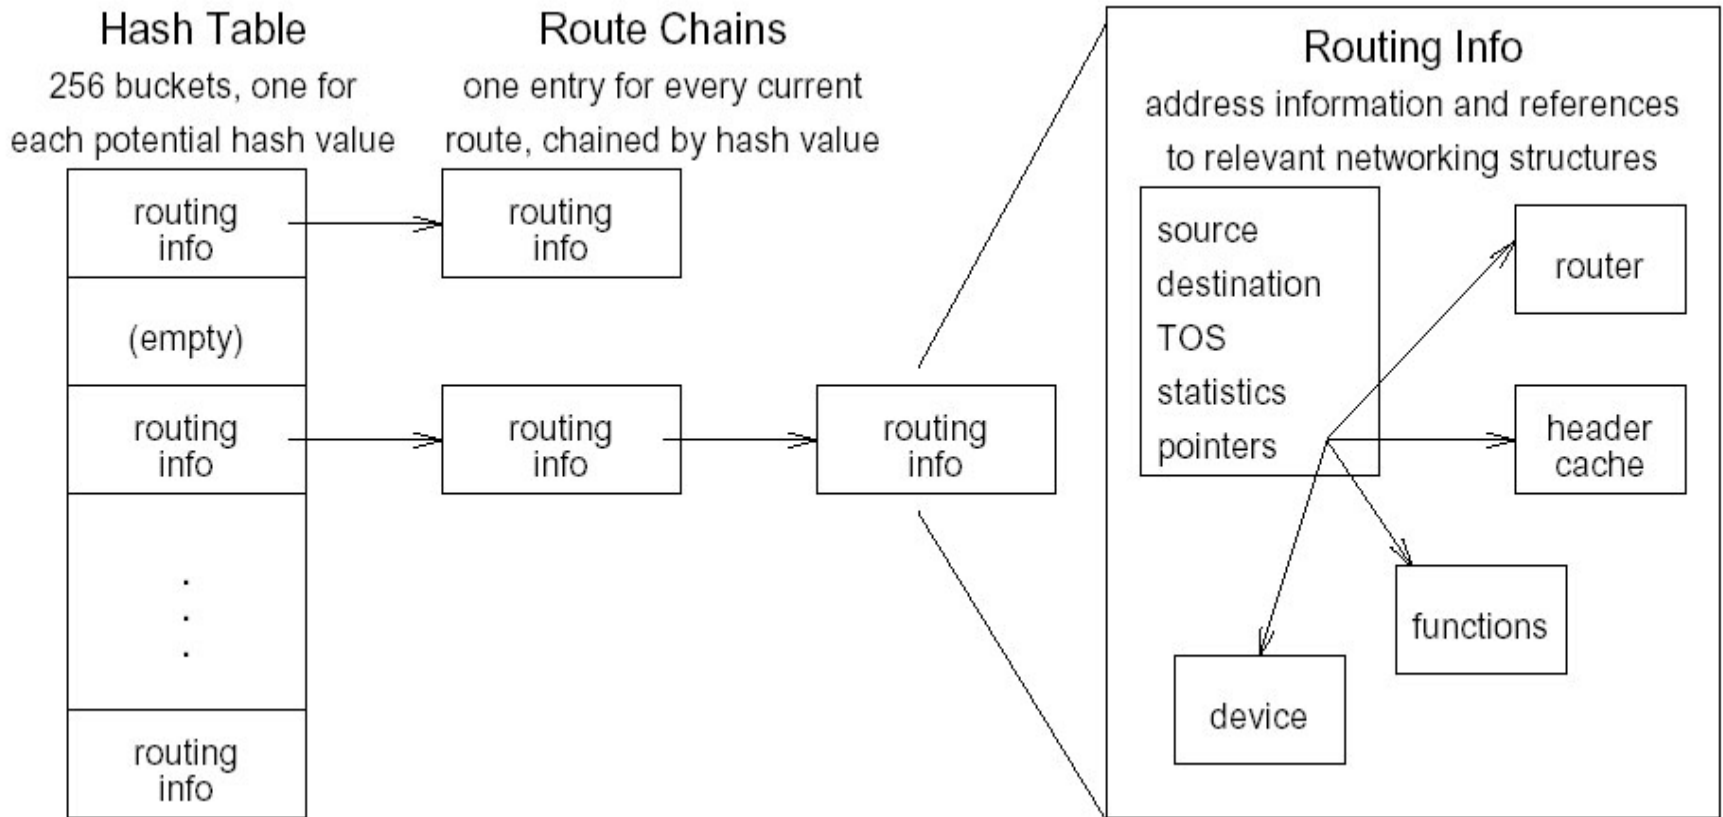 Hash Table
256 buckets, one for
each potential hash value
routing
info
(empty)
routing
info
.
.
.
routing
info
Route Chains
one entry for every current
route, chained by hash value
routing
info
routing
info
routing
info
Routing Info
address information and references
to relevant networking structures
source
destination
TOS
statistics
pointers
router
header
cache
functions
device